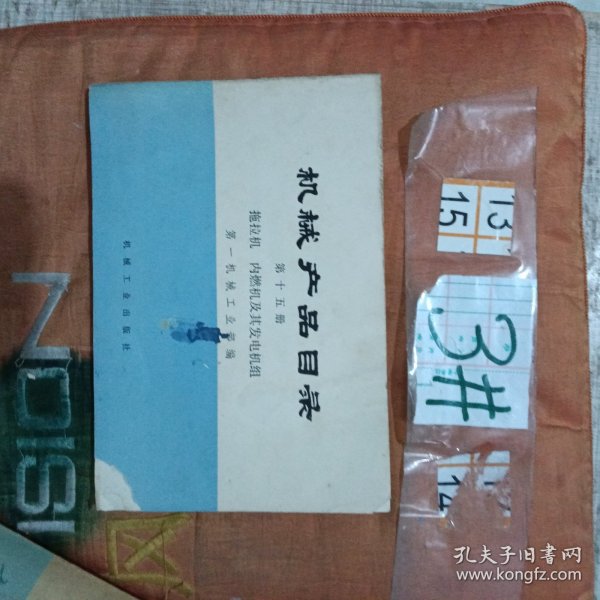 机械产品目录
第十五册
拖拉机 内燃机及其发电机组
第一机械工业部编
机械工业出版社
13
15
3#
14
ISION
孔夫子旧书网
www.kongfz.com